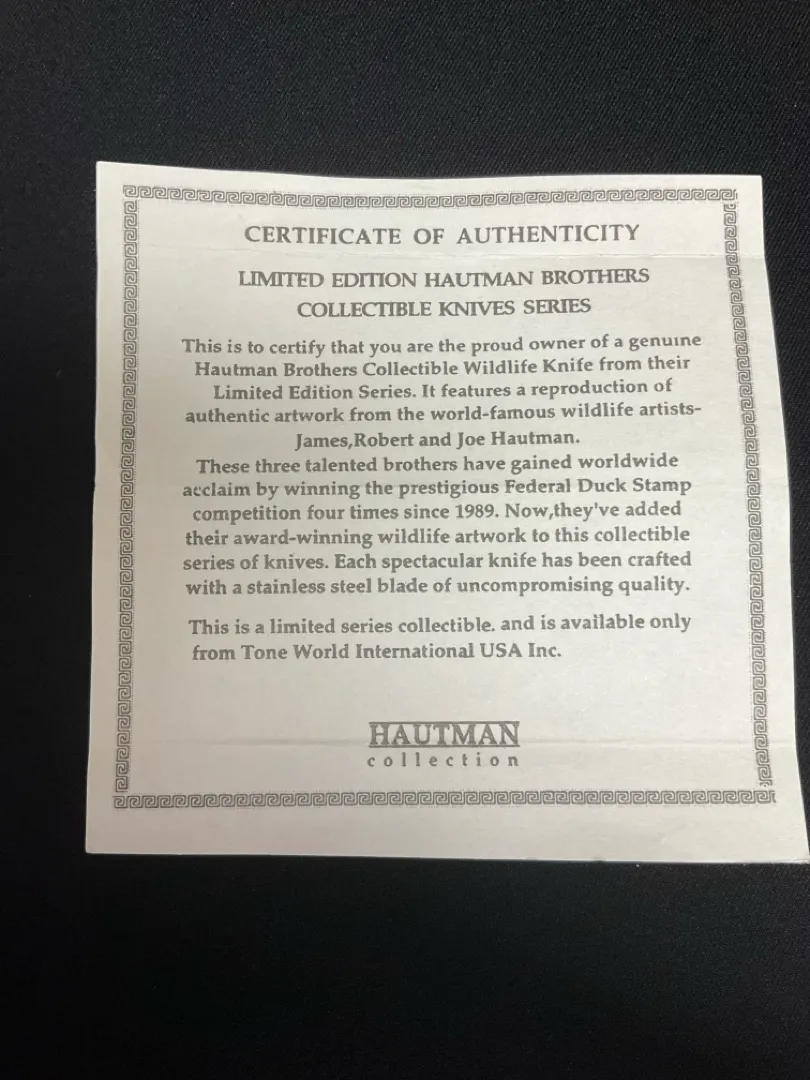 CERTIFICATE OF AUTHENTICITY
LIMITED EDITION HAUTMAN BROTHERS
COLLECTIBLE KNIVES SERIES
This is to certify that you are the proud owner of a genuine
Hautman Brothers Collectible Wildlife Knife from their
Limited Edition Series. It features a reproduction of
authentic artwork from the world-famous wildlife artists-
James,Robert and Joe Hautman.
These three talented brothers have gained worldwide
acclaim by winning the prestigious Federal Duck Stamp
competition four times since 1989. Now,they've added
their award-winning wildlife artwork to this collectible
series of knives. Each spectacular knife has been crafted
with a stainless steel blade of uncompromising quality.
This is a limited series collectible. and is available only
from Tone World International USA Inc.
HAUTMAN
collection